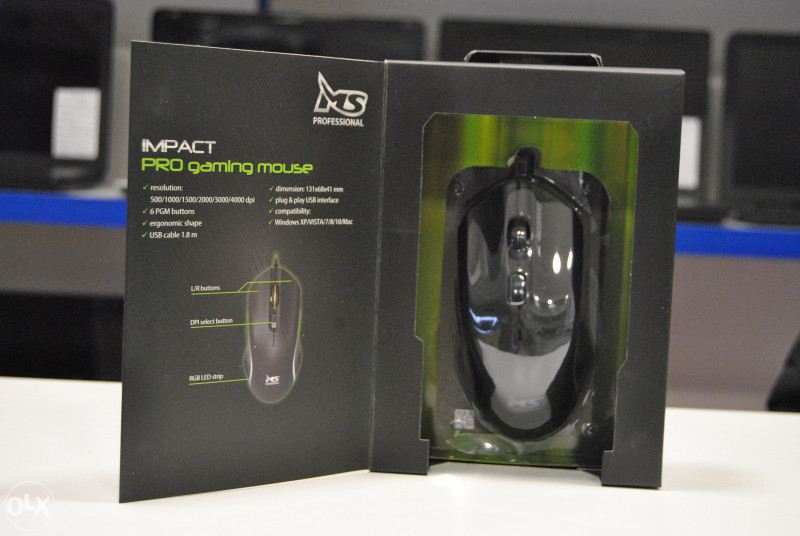 MS
PROFESSIONAL
IMPACT
PRO gaming mouse
✓ resolution:
500/1000/1500/2000/3000/4000 dpi
✓ 6 PGM buttons
✓ ergonomic shape
✓ USB cable 1.8 m
✓ dimension: 131x68x41 mm
✓ plug & play USB interface
✓ compatibility:
✓ Windows XP/VISTA/7/8/10/Mac
L/R buttons
DPI select button
RGB LED strip
MS
OLX